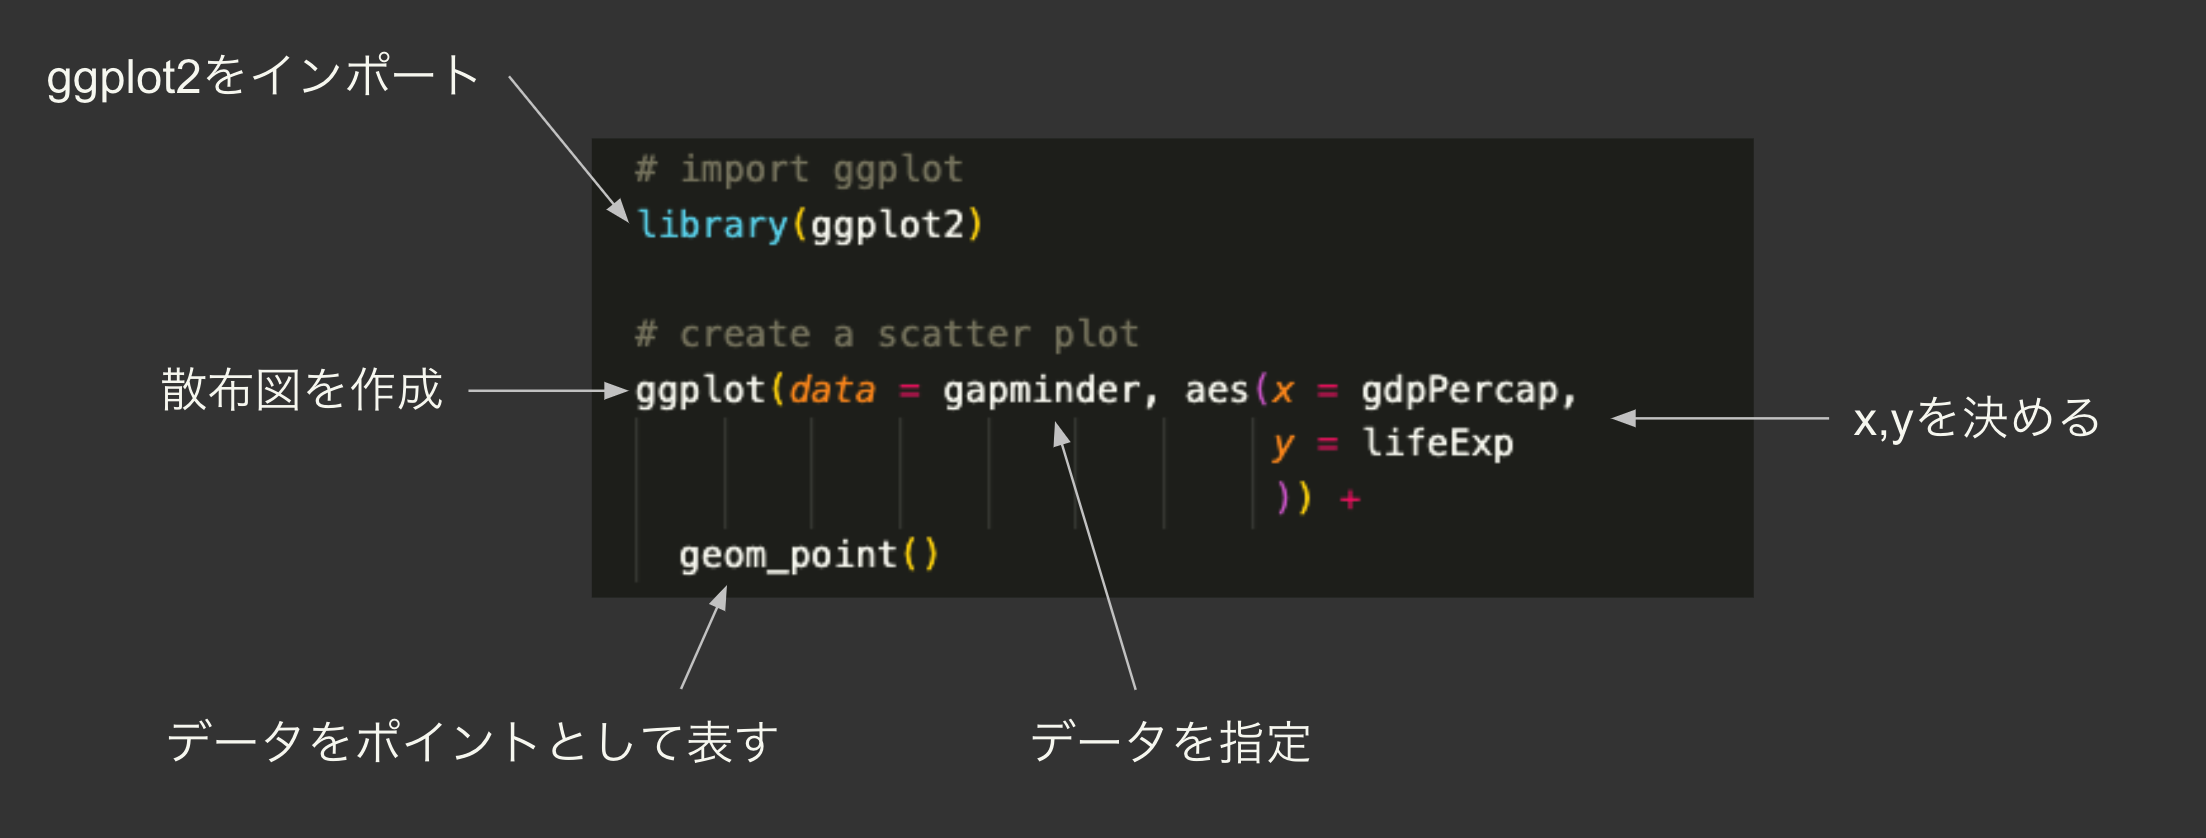 ggplot2をインポート
# import ggplot
library(ggplot2)
# create a scatter plot
散布図を作成
ggplot(data = gapminder, aes(x = gdpPercap,
y = lifeExp
)) +
x,yを決める
geom_point()
データをポイントとして表す
データを指定